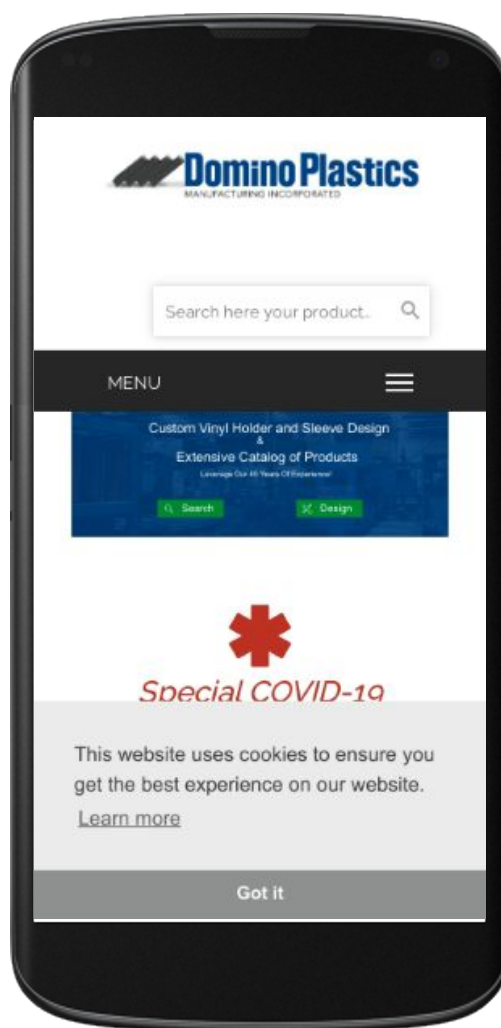 Domino Plastics
MANUFACTURING INCORPORATED
Search here your product..
MENU
Custom Vinyl Holder and Sleeve Design
&
Extensive Catalog of Products
Leverage Our 45 Years Of Experience!
Search
Design
Special COVID-19
This website uses cookies to ensure you
get the best experience on our website.
Learn more
Got it